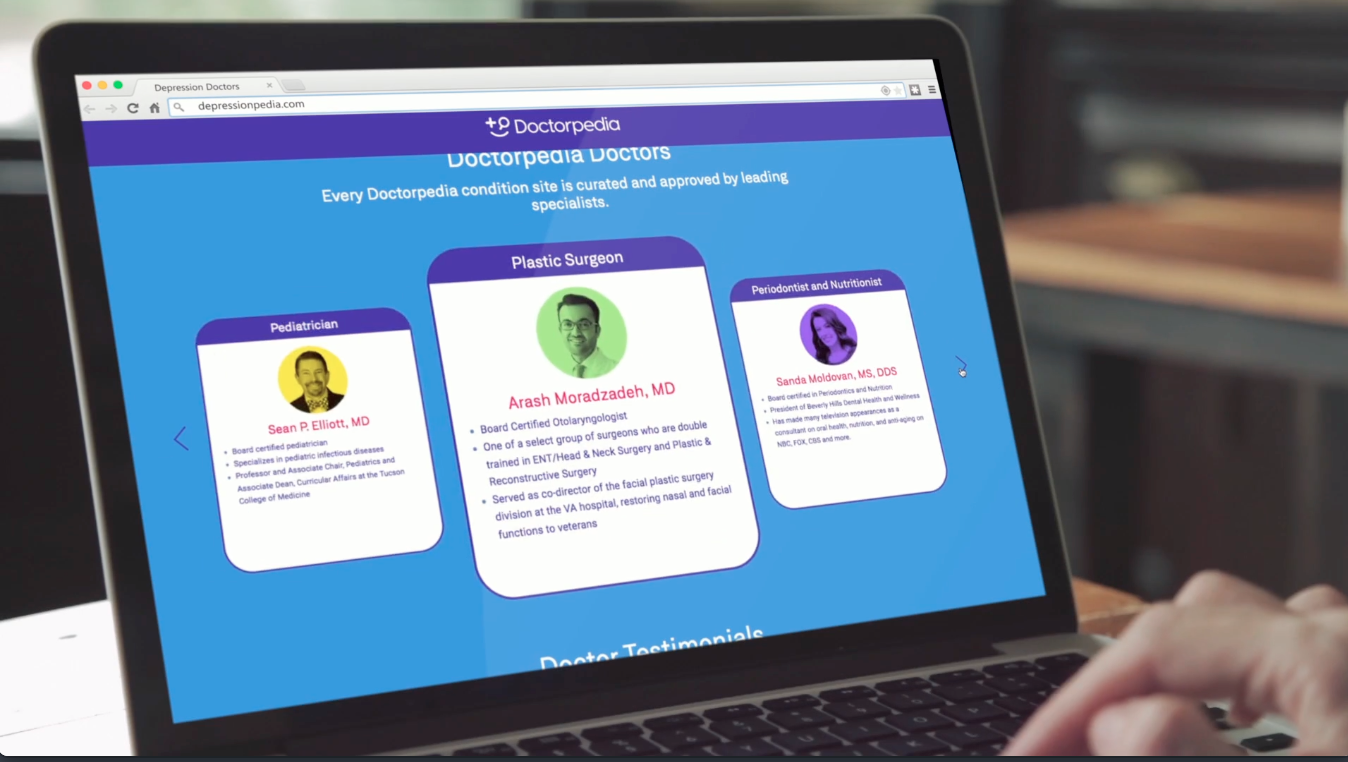 Depression Doctors
depressionpedia.com
Doctorpedia
Doctorpedia Doctors
Every Doctorpedia condition site is curated and approved by leading
specialists.
Pediatrician
Sean P. Elliott, MD
Board certified pediatrician
Specializes in pediatric infectious diseases
Professor and Associate Chair, Pediatrics and
Associate Dean, Curricular Affairs at the Tucson
College of Medicine
Plastic Surgeon
Arash Moradzadeh, MD
Board Certified Otolaryngologist
One of a select group of surgeons who are double
trained in ENT/Head & Neck Surgery and Plastic &
Reconstructive Surgery
Served as co-director of the facial plastic surgery
division at the VA hospital, restoring nasal and facial
functions to veterans
Periodontist and Nutritionist
Sanda Moldovan, MS, DDS
Board certified in Periodontics and Nutrition
President of Beverly Hills Dental Health and Wellness
Has made many television appearances as a
consultant on oral health, nutrition, and anti-aging on
NBC, FOX, CBS and more.
Doctor Testimonials